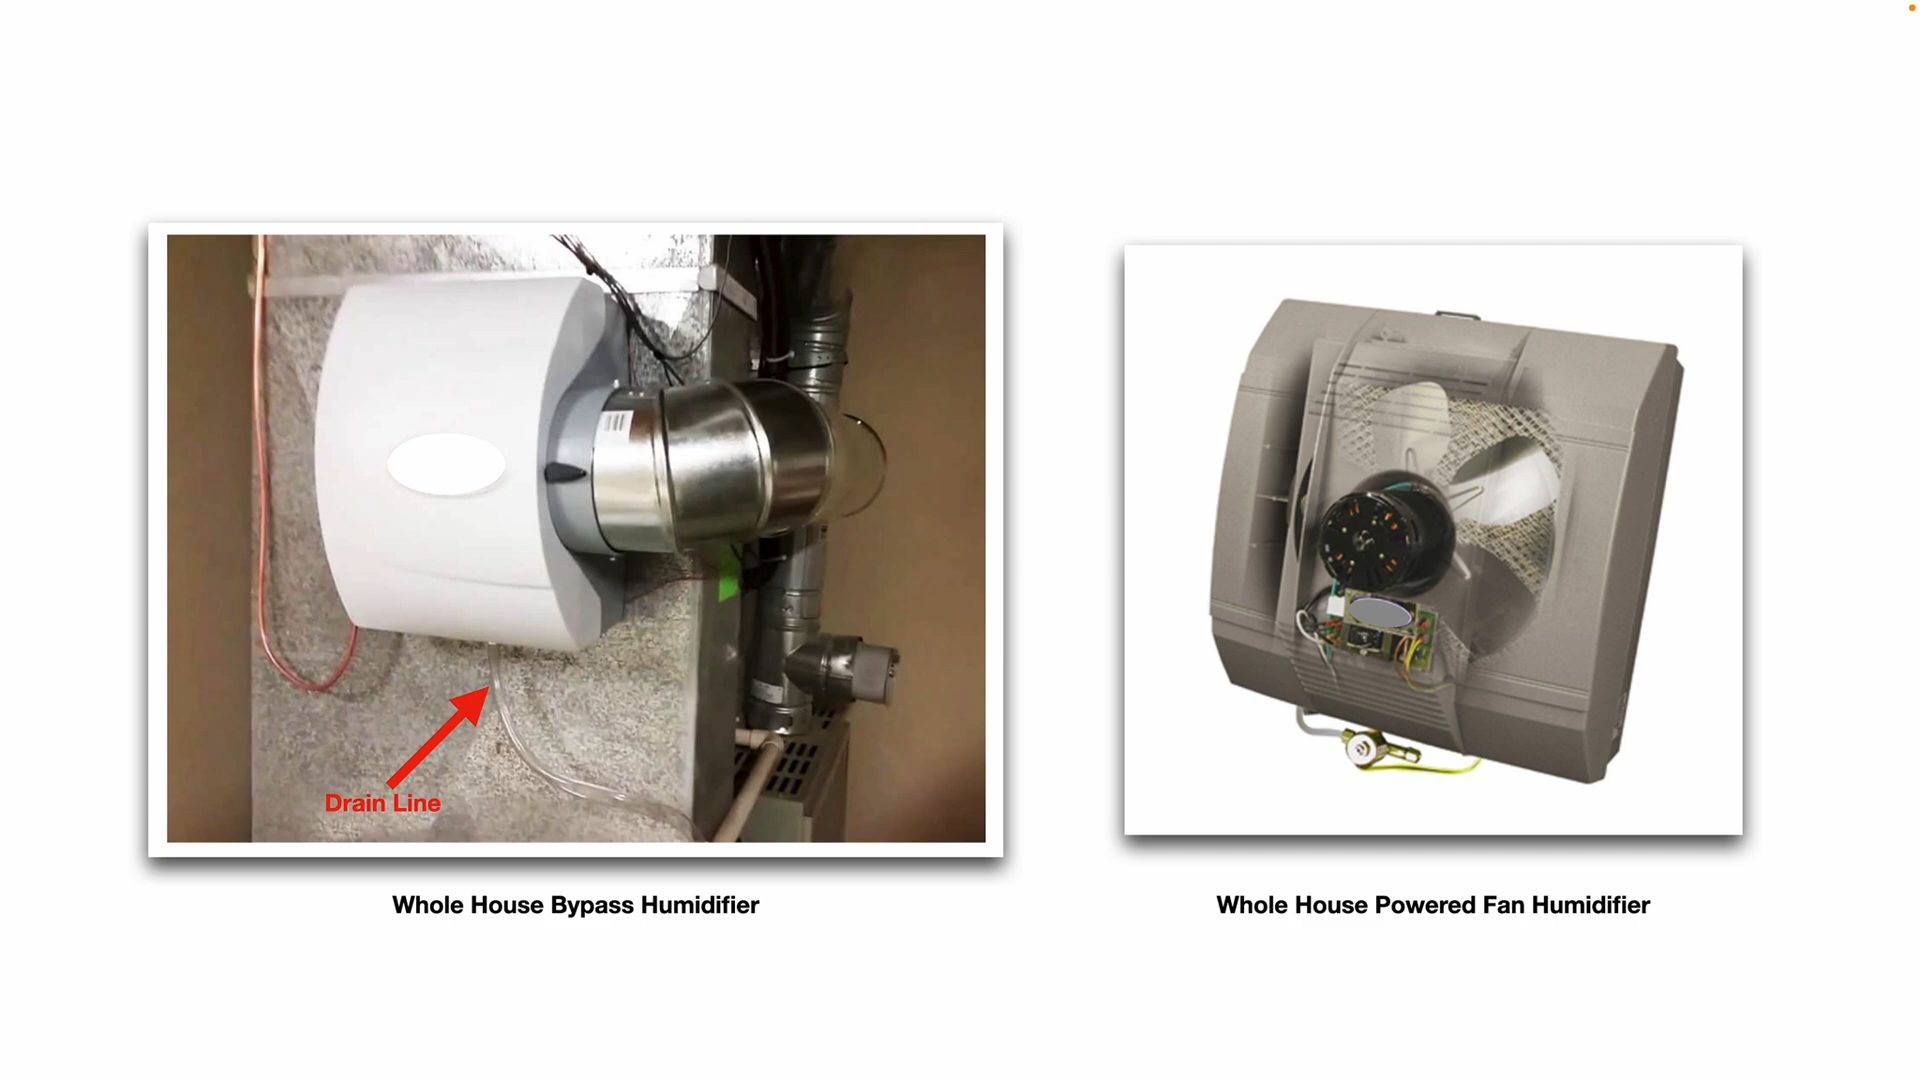 Drain Line
Whole House Bypass Humidifier
Whole House Powered Fan Humidifier